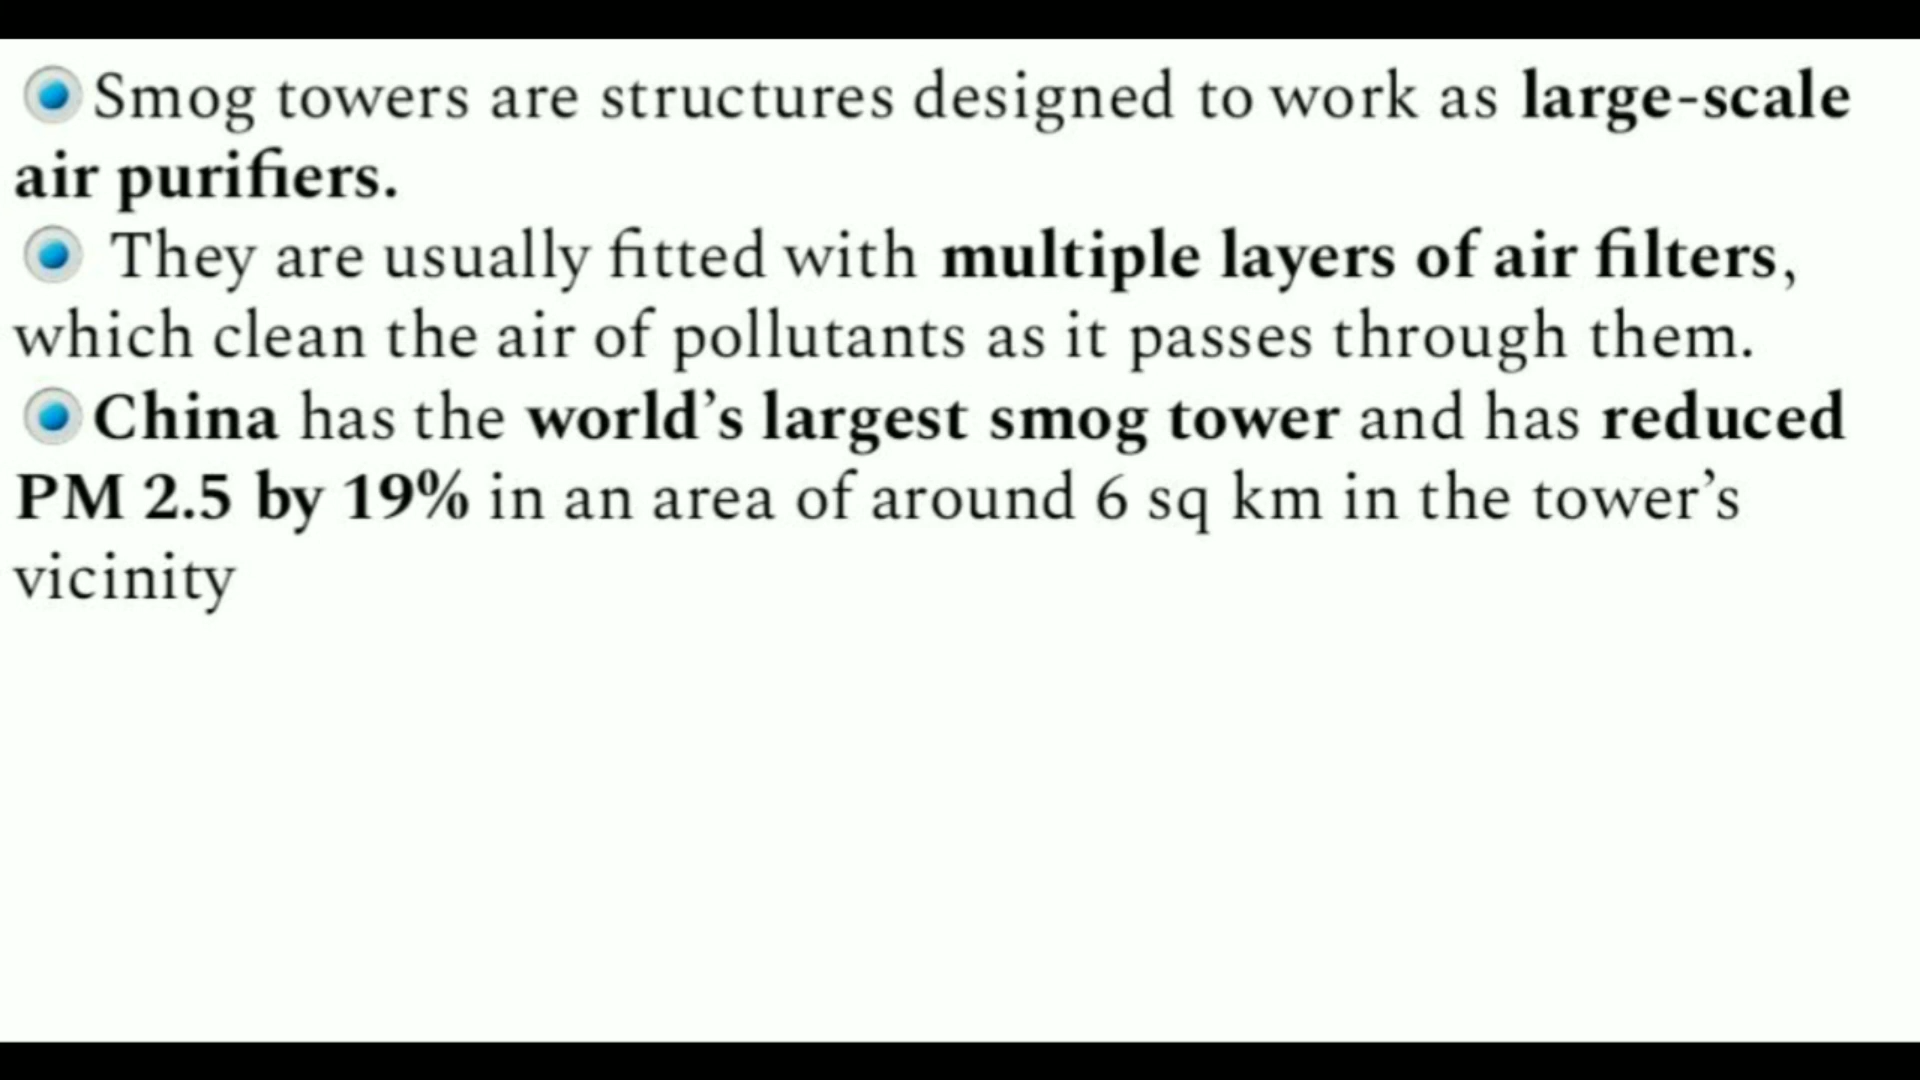 Smog towers are structures designed to work as large-scale
air purifiers.
They are usually fitted with multiple layers of air filters,
which clean the air of pollutants as it passes through them.
China has the world’s largest smog tower and has reduced
PM 2.5 by 19% in an area of around 6 sq km in the tower’s
vicinity